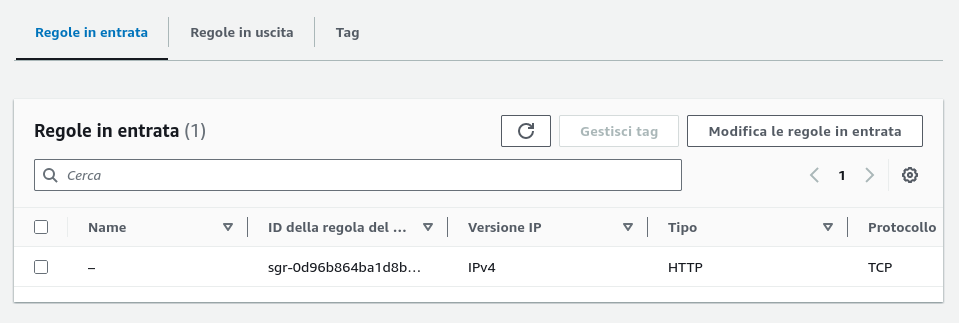 Regole in entrata Regole in uscita Tag
Regole in entrata (1)
Gestisci tag Modifica le regole in entrata
Cerca 1
Name ID della regola del ... Versione IP Tipo Protocollo
– sgr-0d96b864ba1d8b... IPv4 HTTP TCP